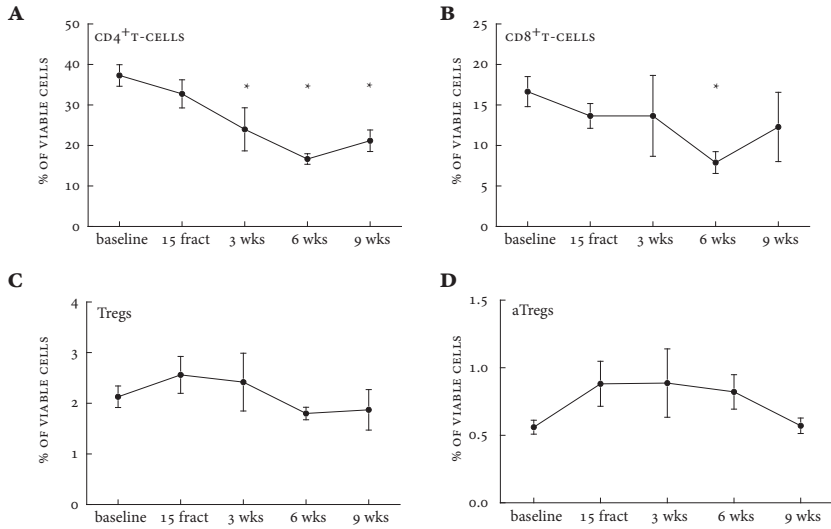 A
CD4+T-CELLS
% OF VIABLE CELLS
50
40
30
20
10
0
* * *
baseline 15 fract 3 wks 6 wks 9 wks
B
CD8+T-CELLS
% OF VIABLE CELLS
25
20
15
10
5
0
*
baseline 15 fract 3 wks 6 wks 9 wks
C
Tregs
% OF VIABLE CELLS
4
3
2
1
0
baseline 15 fract 3 wks 6 wks 9 wks
D
aTregs
% OF VIABLE CELLS
1.5
1.0
0.5
0.0
baseline 15 fract 3 wks 6 wks 9 wks